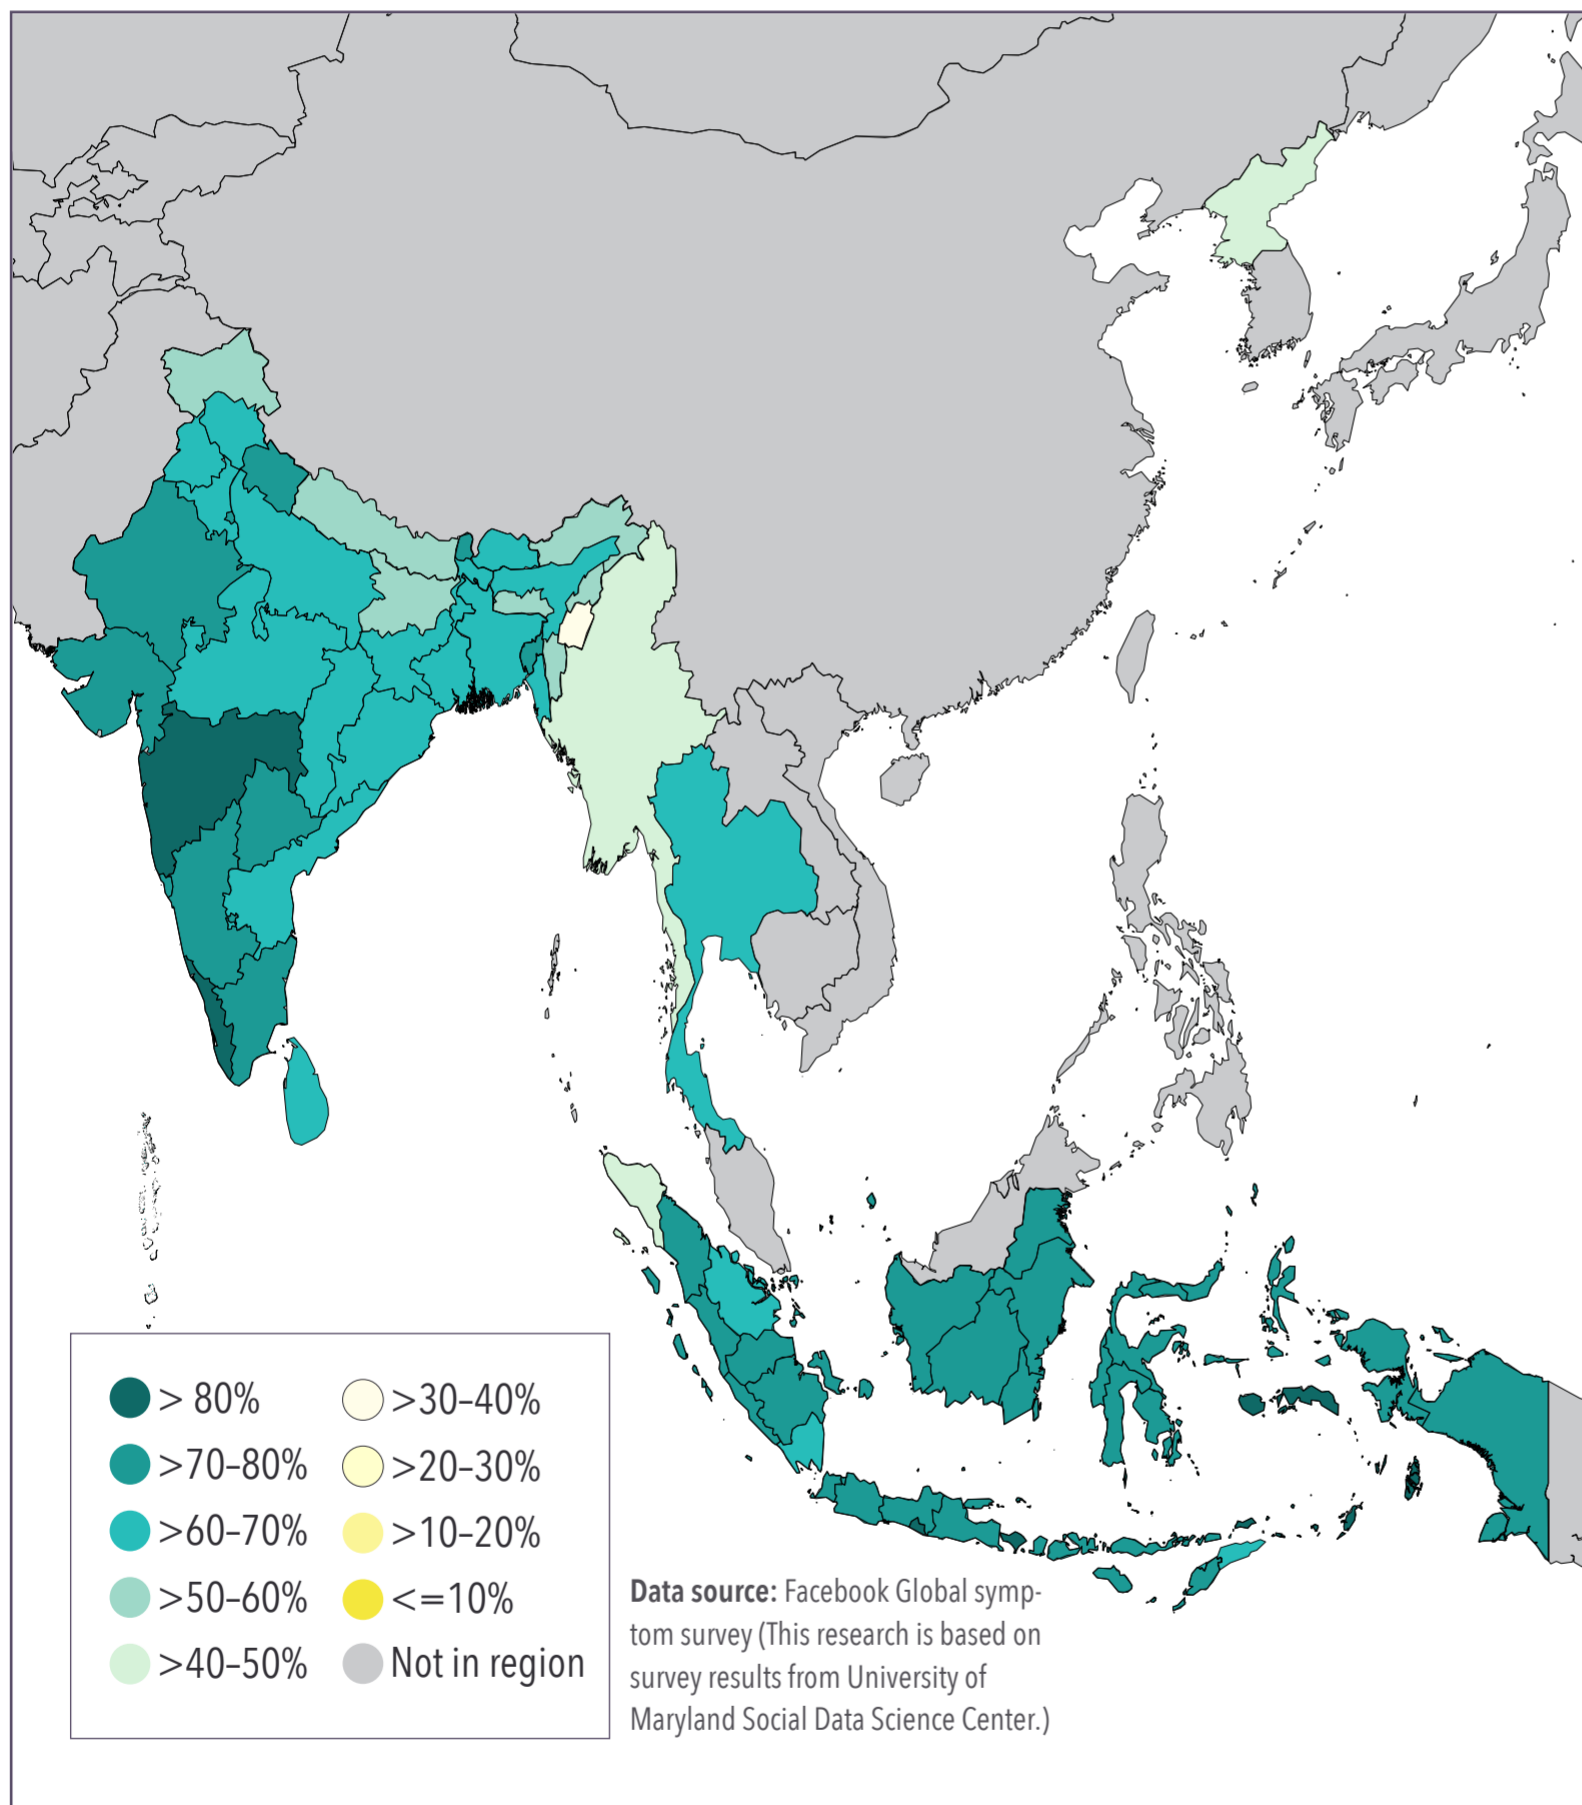 > 80%
>70–80%
>60–70%
>50–60%
>40–50%
>30–40%
>20–30%
>10–20%
<=10%
Not in region
Data source: Facebook Global symp-
tom survey (This research is based on
survey results from University of
Maryland Social Data Science Center.)